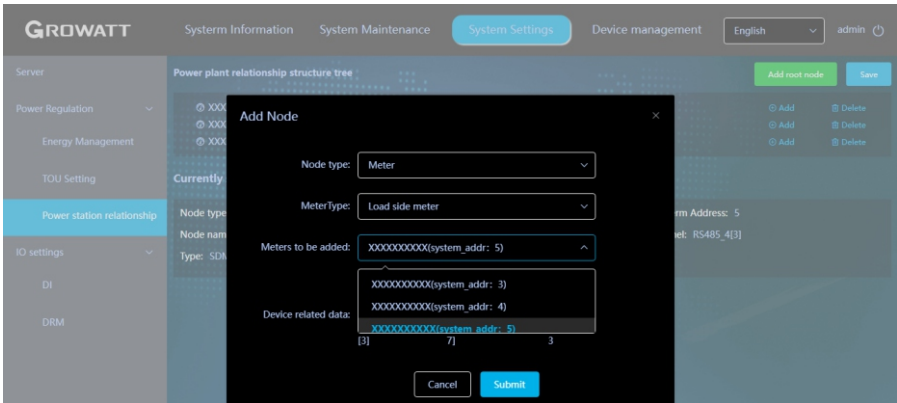 GROWATT
Systerm Information
System Maintenance
System Settings
Device management
English
admin
Server
Power plant relationship structure tree
Add root node
Save
Power Regulation
XXX
Add
Delete
XXX
Add
Delete
XXX
Add
Delete
Energy Management
TOU Setting
Power station relationship
IO settings
DI
DRM
Currently
Node type
rm Address: 5
Node nam
nel: RS485_4[3]
Type: SDM
Add Node
Node type:
Meter
MeterType:
Load side meter
Meters to be added:
XXXXXXXXXX(system_addr: 5)
XXXXXXXXXX(system_addr: 3)
XXXXXXXXXX(system_addr: 4)
XXXXXXXXXX(system_addr: 5)
Device related data:
[3] 7] 3
Cancel
Submit